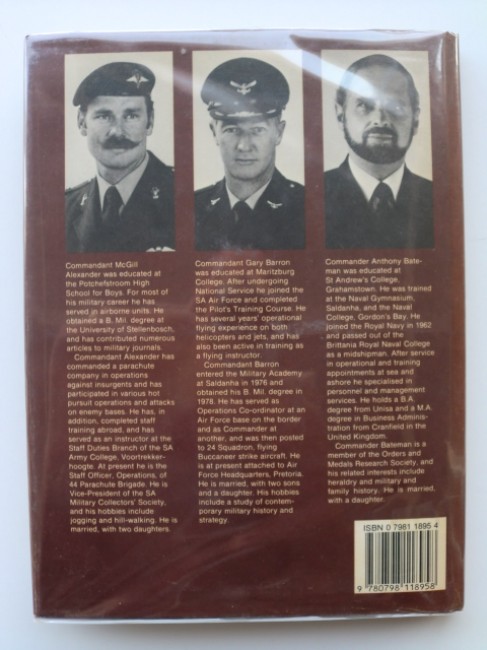 Commandant McGill
Alexander was educated at
the Potchefstroom High
School for Boys. For most
of his military career he has
served in airborne units. He
obtained a B. Mil. degree at
the University of Stellenbosch,
and has contributed numerous
articles to military journals.
Commandant Alexander has
commanded a parachute
company in operations
against insurgents and has
participated in various hot
pursuit operations and attacks
on enemy bases. He has, in
addition, completed staff
training abroad, and has
served as an instructor at the
Staff Duties Branch of the SA
Army College, Voortrekker-
hoogte. At present he is the
Staff Officer, Operations, of
44 Parachute Brigade. He is
Vice-President of the SA
Military Collectors' Society,
and his hobbies include
jogging and hill-walking. He is
married, with two daughters.
Commandant Gary Barron
was educated at Maritzburg
College. After undergoing
National Service he joined the
SA Air Force and completed
the Pilot's Training Course. He
has several years' operational
flying experience on both
helicopters and jets, and has
also been active in training as
a flying instructor.
Commandant Barron
entered the Military Academy
at Saldanha in 1976 and
obtained his B. Mil. degree in
1978. He has served as
Operations Co-ordinator at an
Air Force base on the border
and as Commander at
another, and was then posted
to 24 Squadron, flying
Buccaneer strike aircraft. He
is at present attached to Air
Force Headquarters, Pretoria.
He is married, with two sons
and a daughter. His hobbies
include a study of contem-
porary military history and
strategy.
Commander Anthony Bate-
man was educated at
St Andrew's College,
Grahamstown. He was trained
at the Naval Gymnasium,
Saldanha, and the Naval
College, Gordon's Bay. He
joined the Royal Navy in 1962
and passed out of the
Brittania Royal Naval College
as a midshipman. After service
in operational and training
appointments at sea and
ashore he specialised in
personnel and management
services. He holds a B.A.
degree from Unisa and a M.A.
degree in Business Adminis-
tration from Cranfield in the
United Kingdom.
Commander Bateman is a
member of the Orders and
Medals Research Society, and
his related interests include
heraldry and military and
family history. He is married,
with a daughter.
ISBN 0 7981 1895 4
9 780798 118958